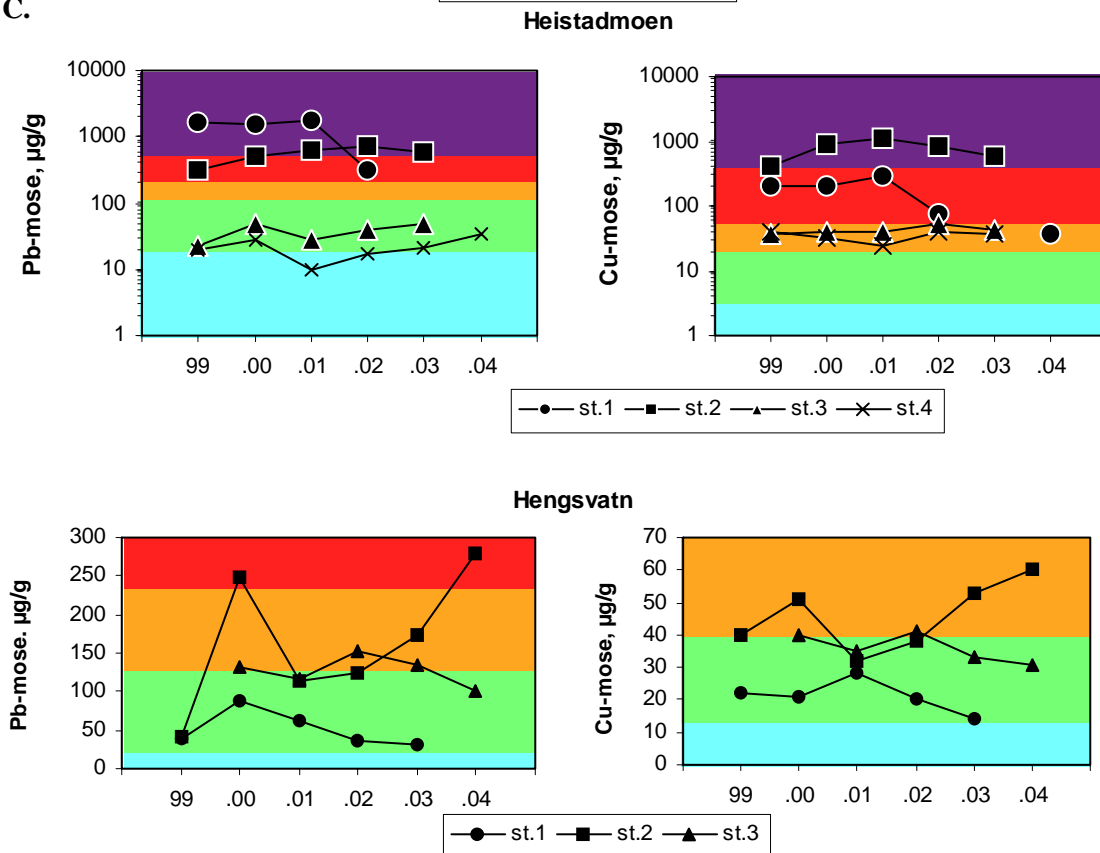 C.
Heistadmoen
Pb-mose, µg/g
10000
1000
100
10
1
99 .00 .01 .02 .03 .04
Cu-mose, µg/g
10000
1000
100
10
1
99 .00 .01 .02 .03 .04
st.1 st.2 st.3 st.4
Hengsvatn
Pb-mose. µg/g
300
250
200
150
100
50
0
99 .00 .01 .02 .03 .04
Cu-mose, µg/g
70
60
50
40
30
20
10
0
99 .00 .01 .02 .03 .04
st.1 st.2 st.3